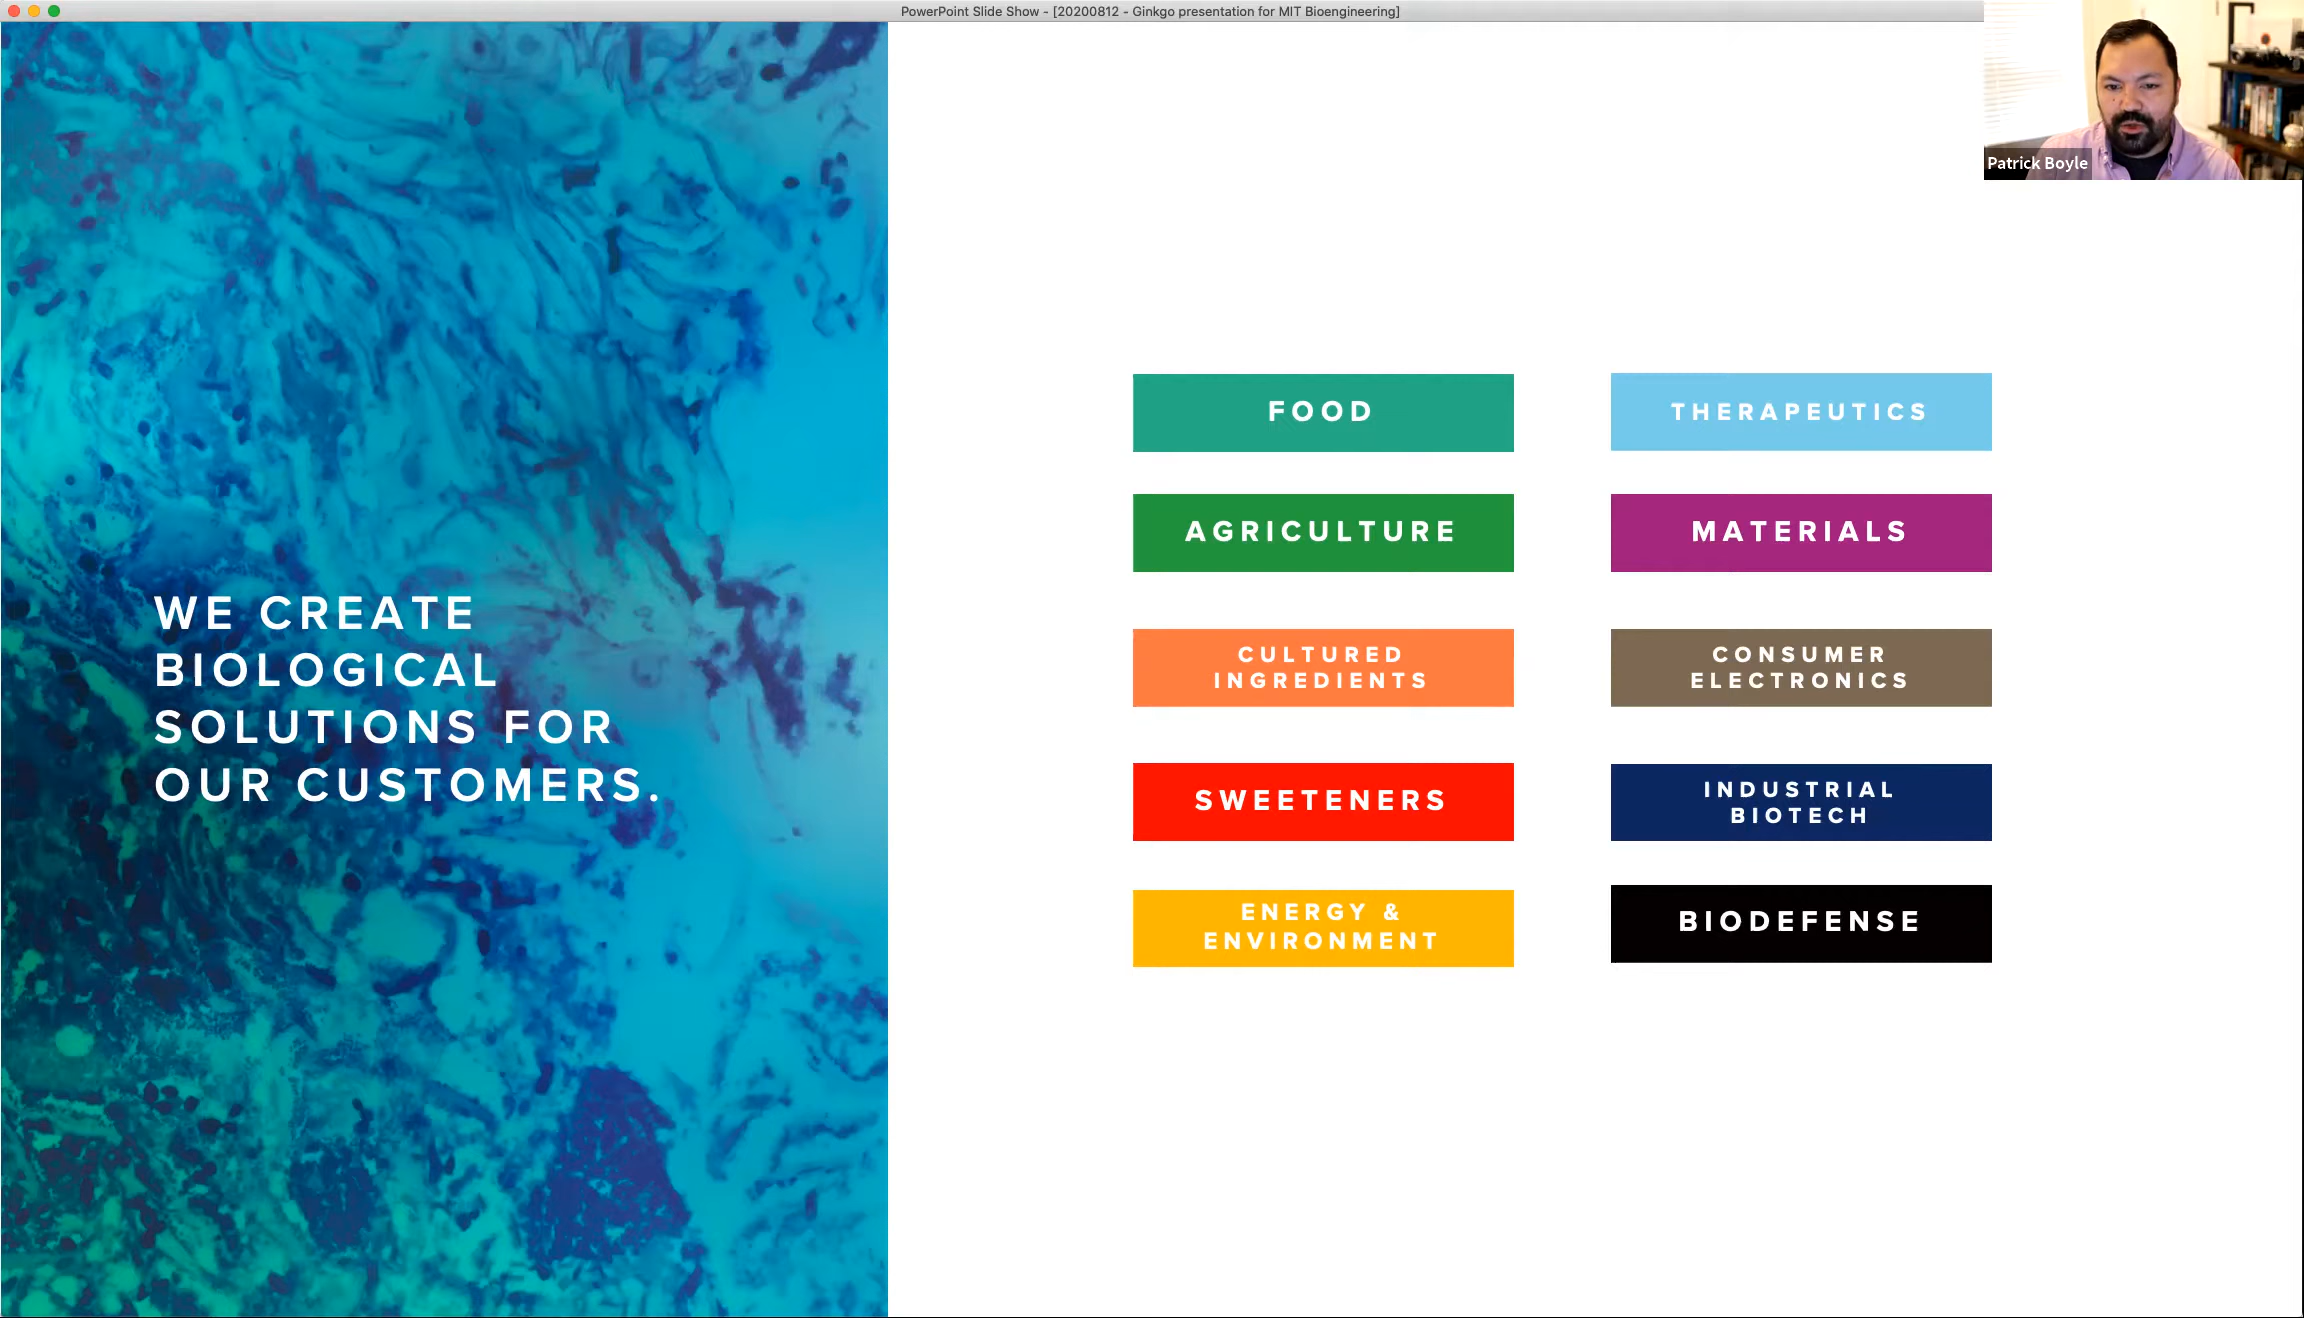 PowerPoint Slide Show - [20200812 - Ginkgo presentation for MIT Bioengineering]
Patrick Boyle
WE CREATE
BIOLOGICAL
SOLUTIONS FOR
OUR CUSTOMERS.
FOOD
THERAPEUTICS
AGRICULTURE
MATERIALS
CULTURED
INGREDIENTS
CONSUMER
ELECTRONICS
SWEETENERS
INDUSTRIAL
BIOTECH
ENERGY &
ENVIRONMENT
BIODEFENSE